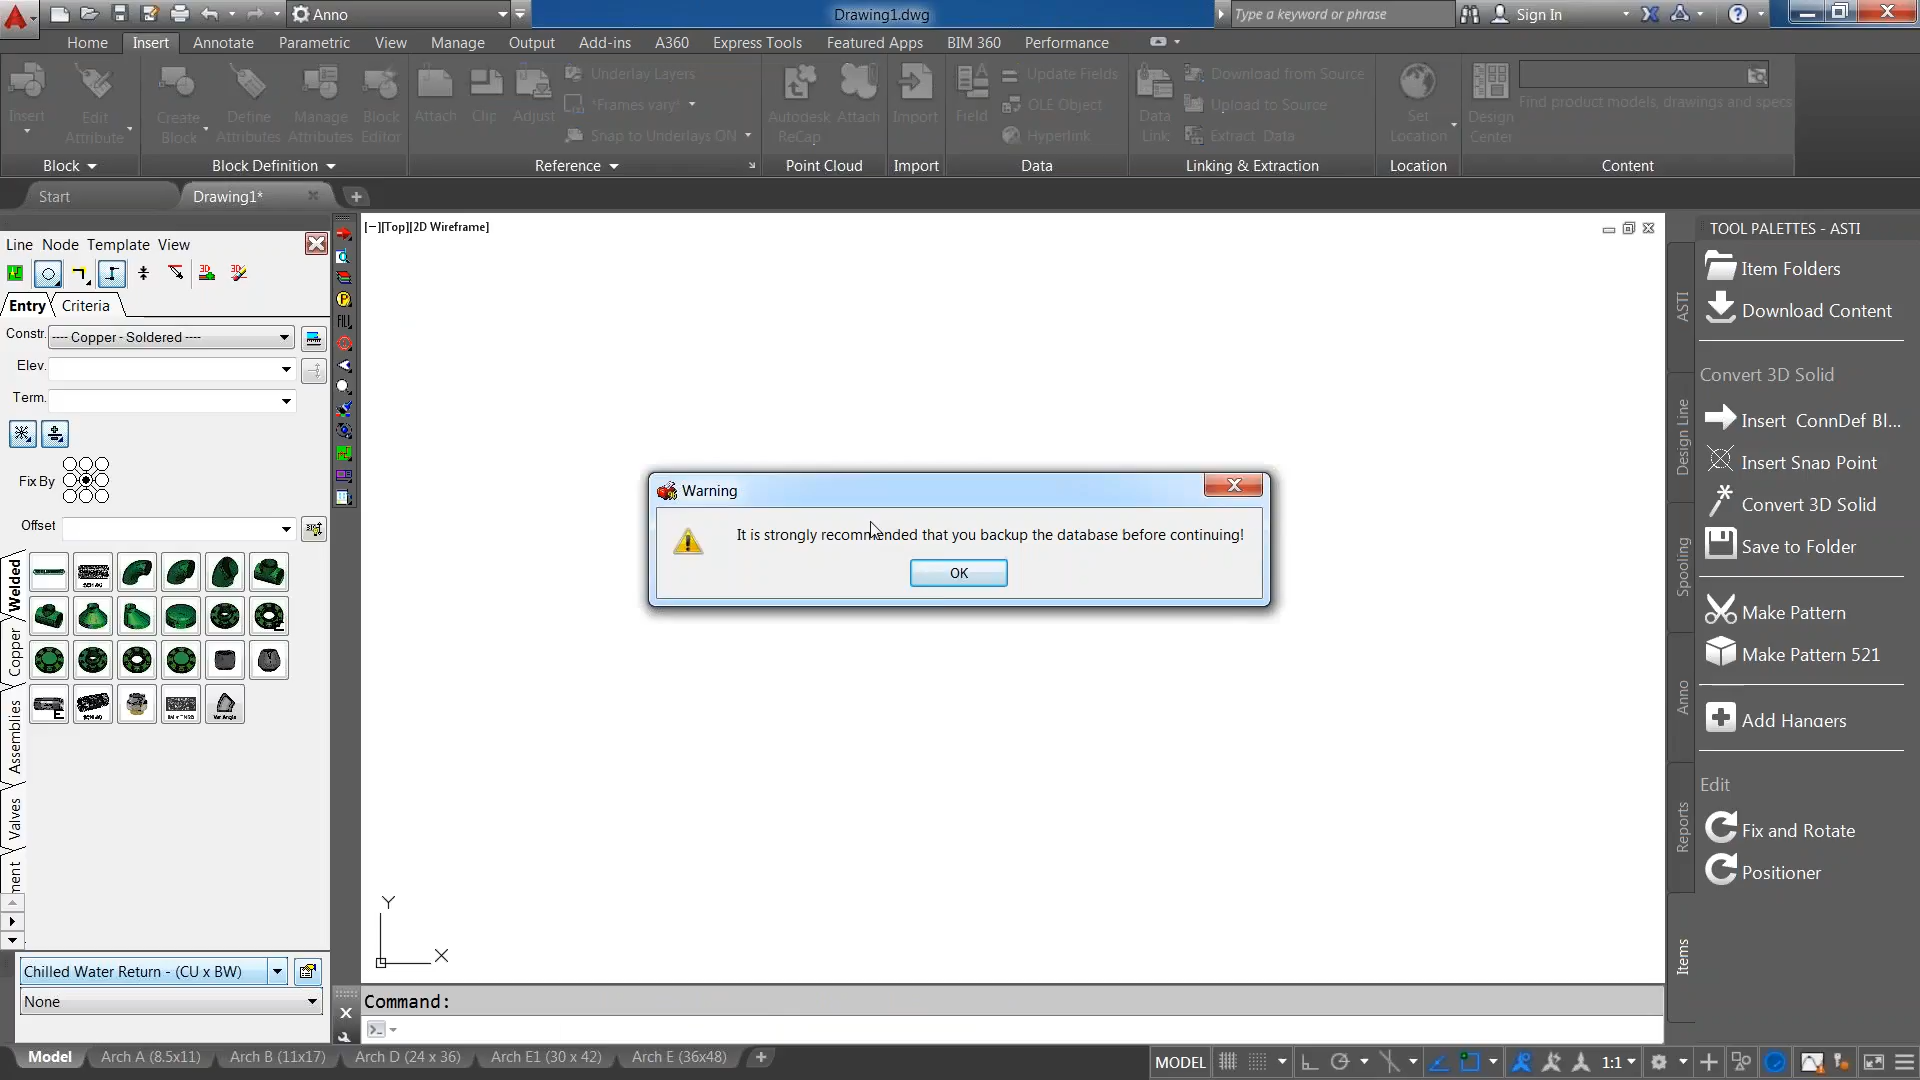 Anno
Drawing1.dwg
Type a keyword or phrase
Sign In
Home
Insert
Annotate
Parametric
View
Manage
Output
Add-ins
A360
Express Tools
Featured Apps
BIM 360
Performance
Insert
Edit
Attribute
Create
Block
Define
Attributes
Manage
Attributes
Block
Editor
Attach
Clip
Adjust
Underlay Layers
*Frames vary*
Snap to Underlays ON
Autodesk
ReCap
Attach
Import
Field
Update Fields
OLE Object
Hyperlink
Data
Link
Download from Source
Upload to Source
Extract Data
Set
Location
Design
Center
Find product models, drawings and specs
Block
Block Definition
Reference
Point Cloud
Import
Data
Linking & Extraction
Location
Content
Start
Drawing1*
Line Node Template View
Entry
Criteria
Constr.
---- Copper - Soldered ----
Elev.
Term.
Fix By
Offset
Welded
Copper
Assemblies
Valves
ment
Var Angle
Chilled Water Return - (CU x BW)
None
FILL
[−][Top][2D Wireframe]
Warning
It is strongly recommended that you backup the database before continuing!
OK
Y
X
TOOL PALETTES - ASTI
Item Folders
Download Content
Convert 3D Solid
Insert ConnDef Bl...
Insert Snap Point
Convert 3D Solid
Save to Folder
Make Pattern
Make Pattern 521
Add Hangers
Edit
Fix and Rotate
Positioner
ASTI
Design Line
Spooling
Anno
Reports
Items
Command:
Model
Arch A (8.5x11)
Arch B (11x17)
Arch D (24 x 36)
Arch E1 (30 x 42)
Arch E (36x48)
MODEL
1:1